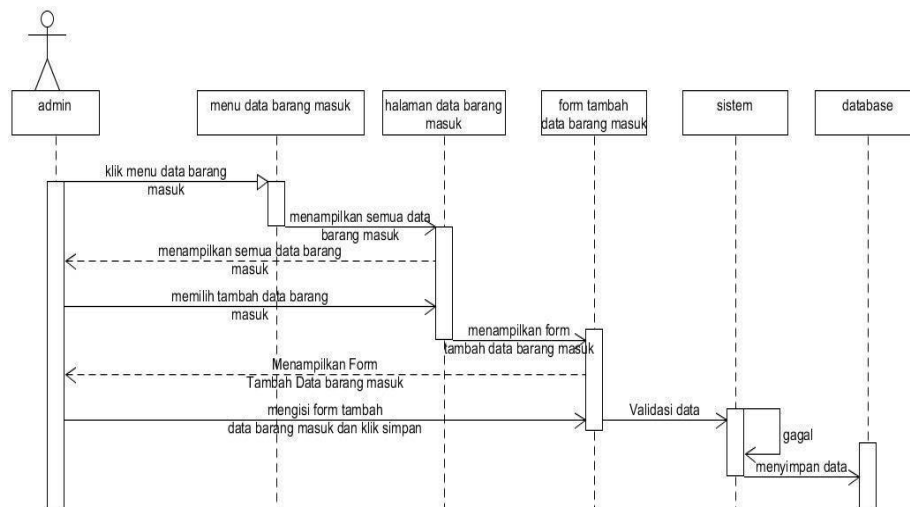 admin
menu data barang masuk
halaman data barang
masuk
form tambah
data barang masuk
sistem
database
klik menu data barang
masuk
menampilkan semua data
barang masuk
menampilkan semua data barang
masuk
memilih tambah data barang
masuk
menampilkan form
tambah data barang masuk
Menampilkan Form
Tambah Data barang masuk
mengisi form tambah
data barang masuk dan klik simpan
Validasi data
gagal
menyimpan data